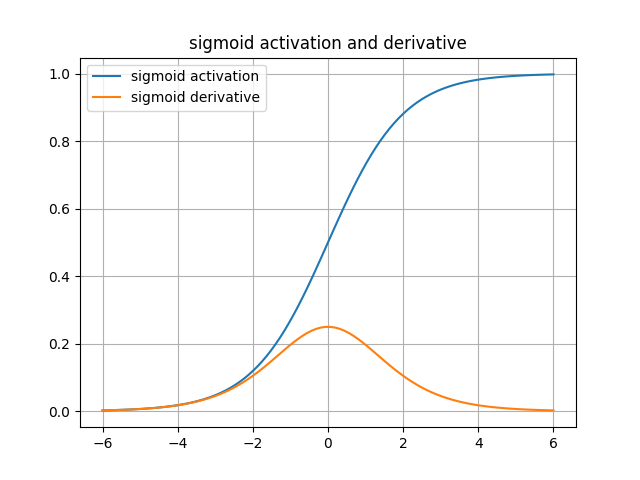 sigmoid activation and derivative
sigmoid activation
sigmoid derivative
1.0
0.8
0.6
0.4
0.2
0.0
−6 −4 −2 0 2 4 6